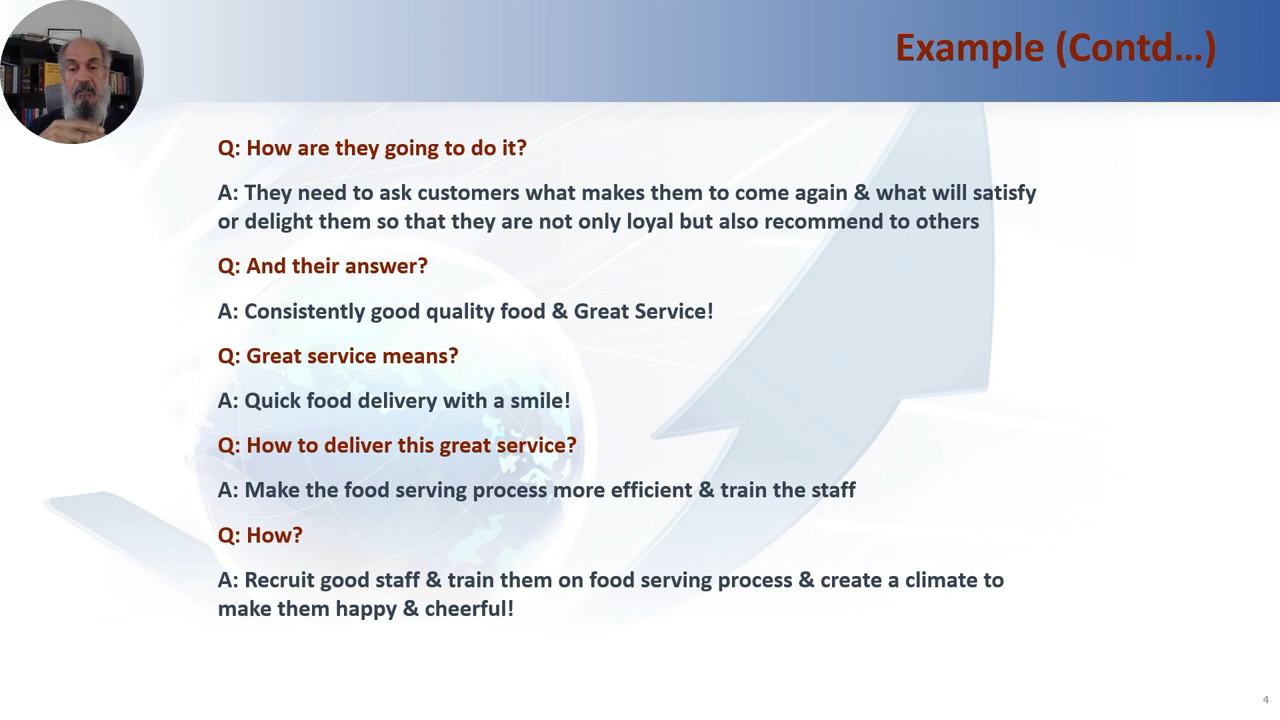 Example (Contd...)
Q: How are they going to do it?
A: They need to ask customers what makes them to come again & what will satisfy
or delight them so that they are not only loyal but also recommend to others
Q: And their answer?
A: Consistently good quality food & Great Service!
Q: Great service means?
A: Quick food delivery with a smile!
Q: How to deliver this great service?
A: Make the food serving process more efficient & train the staff
Q: How?
A: Recruit good staff & train them on food serving process & create a climate to
make them happy & cheerful!
4